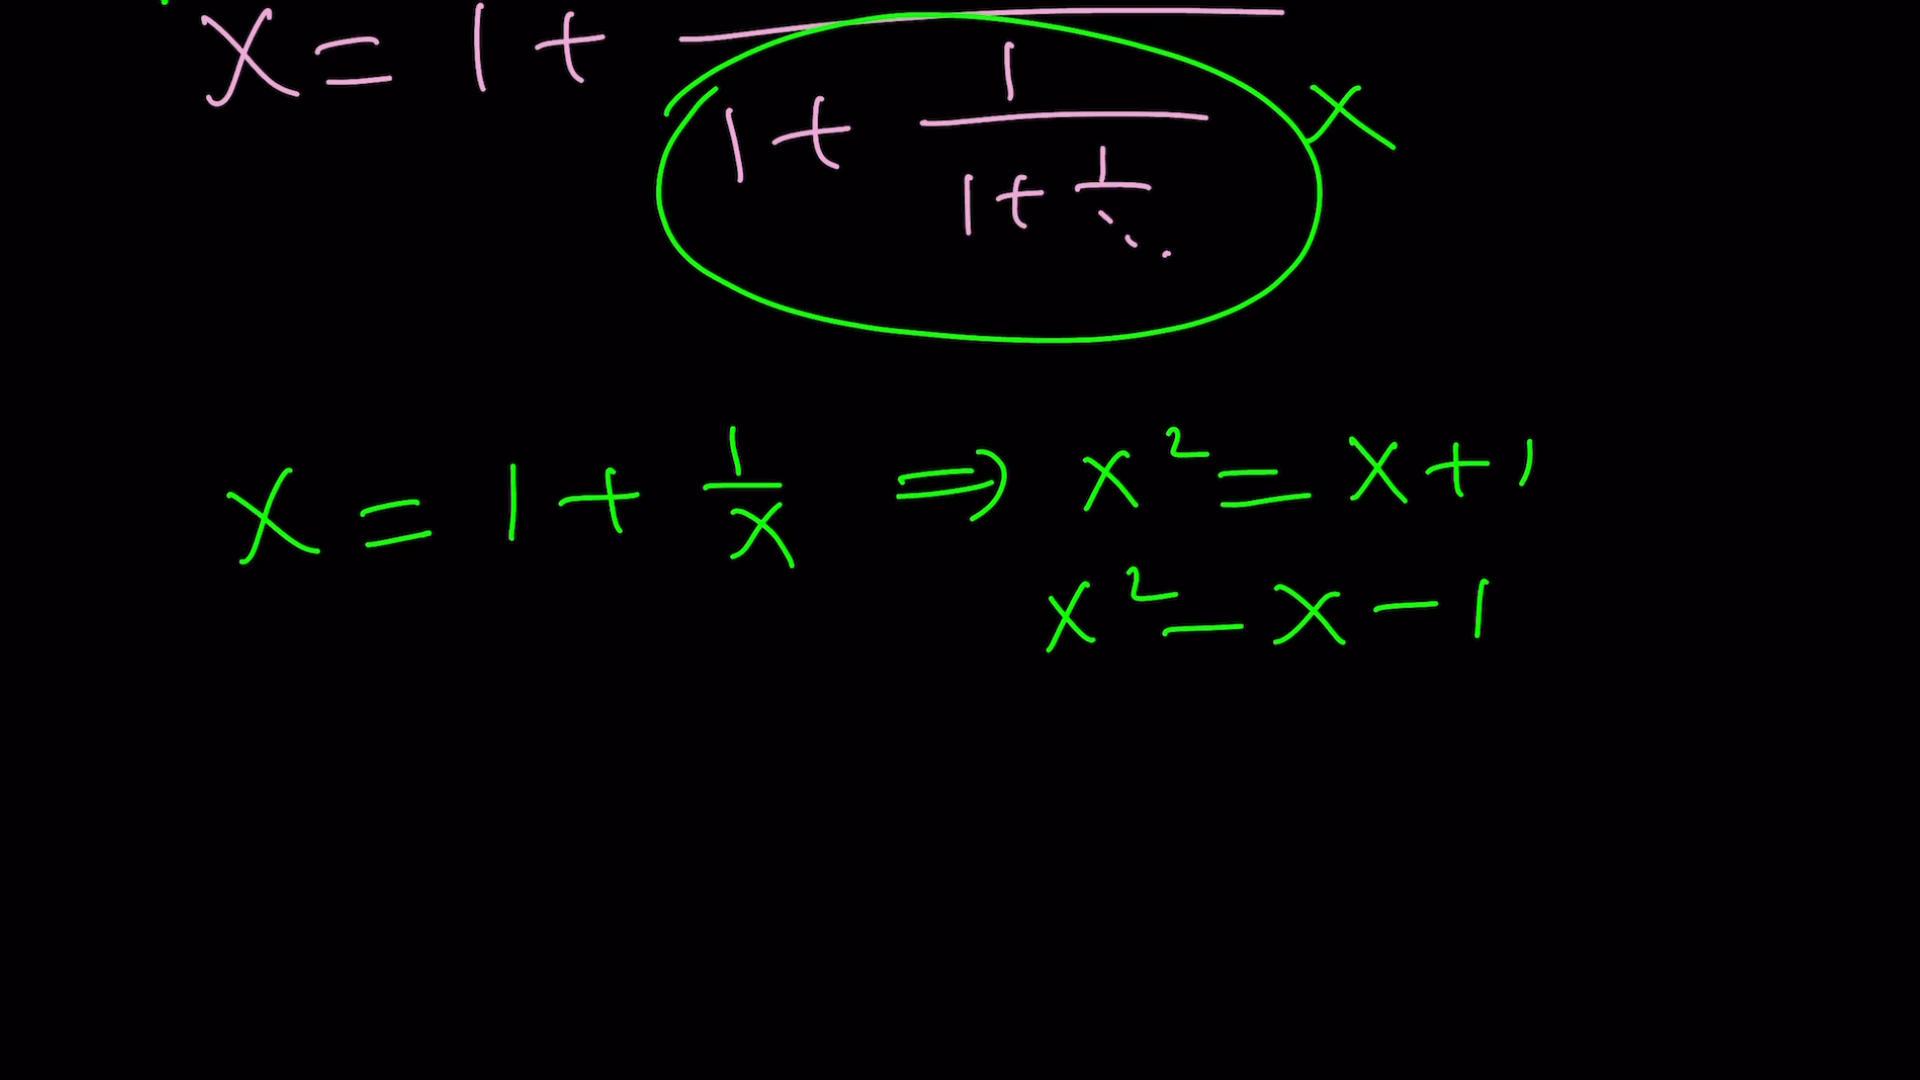 x = 1 + 
1
1 + 
1
1 + 1
⋱
x
x = 1 + 1/x ⇒ x² = x + 1
x² - x - 1